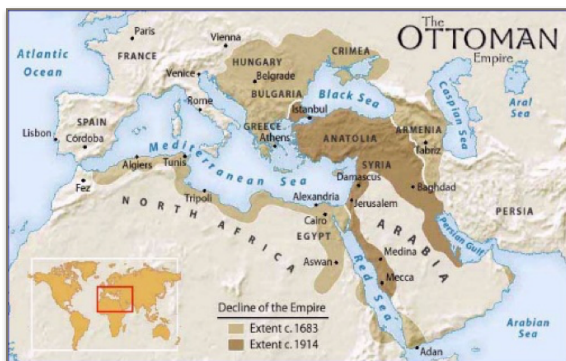 The
OTTOMAN
Empire
Atlantic
Ocean
Paris
FRANCE
Vienna
HUNGARY
CRIMEA
Venice
Belgrade
BULGARIA
Black Sea
Caspian Sea
Aral
Sea
Rome
Istanbul
SPAIN
Lisbon
Córdoba
GREECE
Athens
ANATOLIA
ARMENIA
Tabriz
Mediterranean Sea
Algiers
Tunis
SYRIA
Damascus
Baghdad
Fez
Tripoli
Alexandria
Jerusalem
PERSIA
NORTH AFRICA
Cairo
EGYPT
ARABIA
Persian Gulf
Medina
Aswan
Mecca
Red Sea
Decline of the Empire
Extent c. 1683
Extent c. 1914
Adan
Arabian
Sea